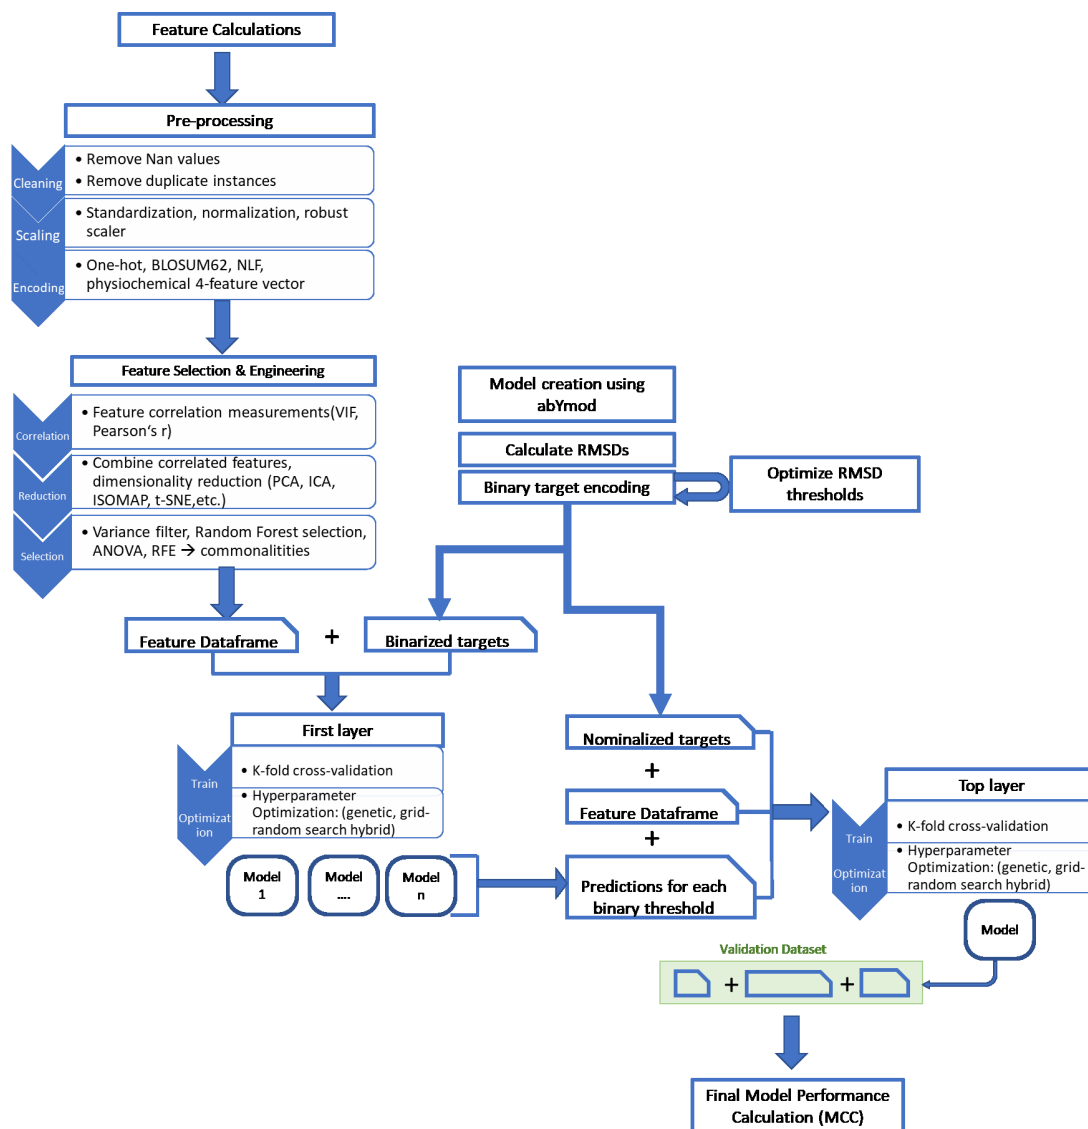 Feature Calculations
Pre-processing
Cleaning
• Remove Nan values
• Remove duplicate instances
Scaling
• Standardization, normalization, robust
scaler
Encoding
• One-hot, BLOSUM62, NLF,
physiochemical 4-feature vector
Feature Selection & Engineering
Correlation
• Feature correlation measurements(VIF,
Pearson's r)
Reduction
• Combine correlated features,
dimensionality reduction (PCA, ICA,
ISOMAP, t-SNE,etc.)
Selection
• Variance filter, Random Forest selection,
ANOVA, RFE → commonalitities
Model creation using
abYmod
Calculate RMSDs
Binary target encoding
Optimize RMSD
thresholds
Feature Dataframe
+
Binarized targets
First layer
Train
• K-fold cross-validation
Optimizat
ion
• Hyperparameter
Optimization: (genetic, grid-
random search hybrid)
Model
1
Model
....
Model
n
Nominalized targets
+
Feature Dataframe
+
Predictions for each
binary threshold
Top layer
Train
• K-fold cross-validation
Optimizat
ion
• Hyperparameter
Optimization: (genetic, grid-
random search hybrid)
Model
Validation Dataset
+ +
Final Model Performance
Calculation (MCC)